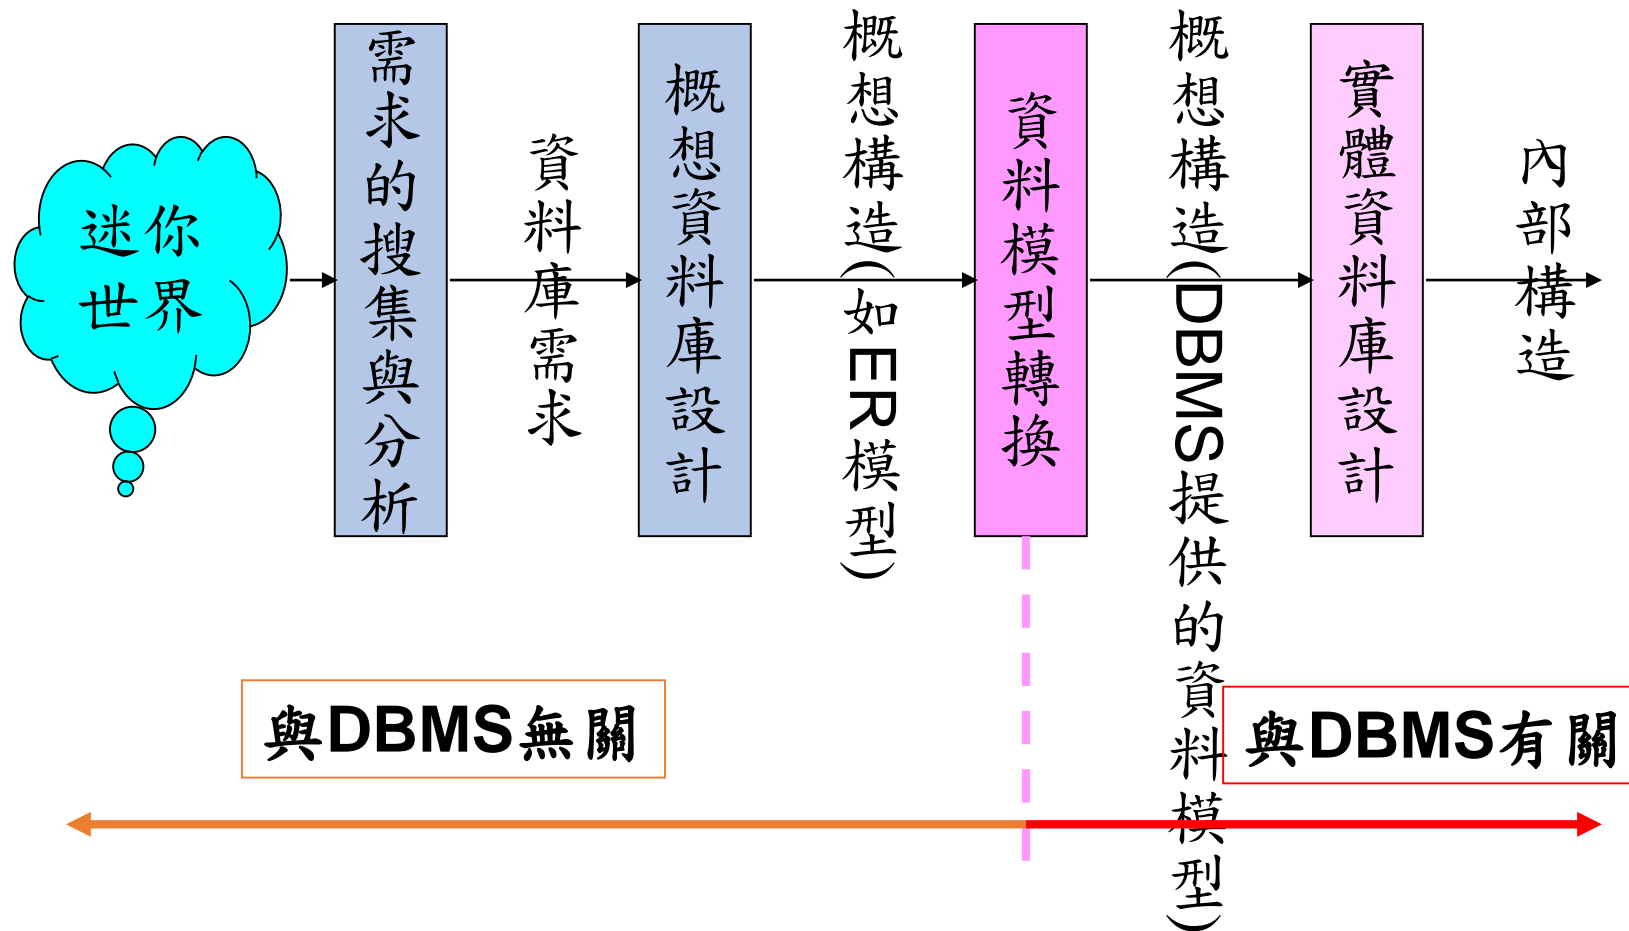 迷你
世界
需求的搜集與分析
資料庫需求
概想資料庫設計
概想構造(如ER模型)
資料模型轉換
概想構造(DBMS提供的資料模型)
實體資料庫設計
內部構造
與DBMS無關
與DBMS有關